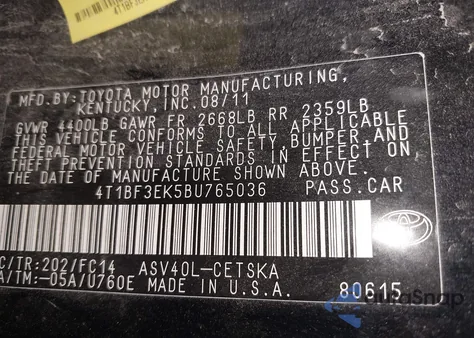 4T1BF3
MFD.BY:TOYOTA MOTOR MANUFACTURING,
KENTUCKY, INC. 08/11
GVWR 4400LB GAWR FR 2668LB RR 2359LB
THIS VEHICLE CONFORMS TO ALL APPLICABLE
FEDERAL MOTOR VEHICLE SAFETY, BUMPER AND
THEFT PREVENTION STANDARDS IN EFFECT ON
THE DATE OF MANUFACTURE SHOWN ABOVE.
4T1BF3EK5BU765036 PASS.CAR
TOYOTA
C/TR:202/FC14 ASV40L-CETSKA
A/TM:-05A/U760E MADE IN U.S.A. 80615